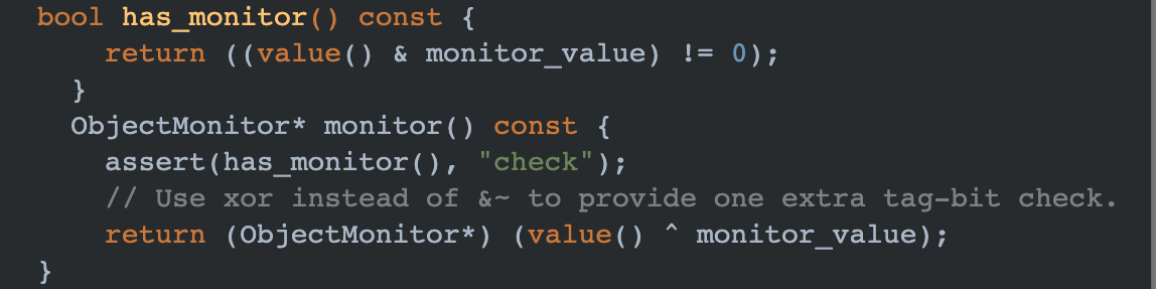 bool has_monitor() const {
    return ((value() & monitor_value) != 0);
  }
  ObjectMonitor* monitor() const {
    assert(has_monitor(), "check");
    // Use xor instead of &~ to provide one extra tag-bit check.
    return (ObjectMonitor*) (value() ^ monitor_value);
}